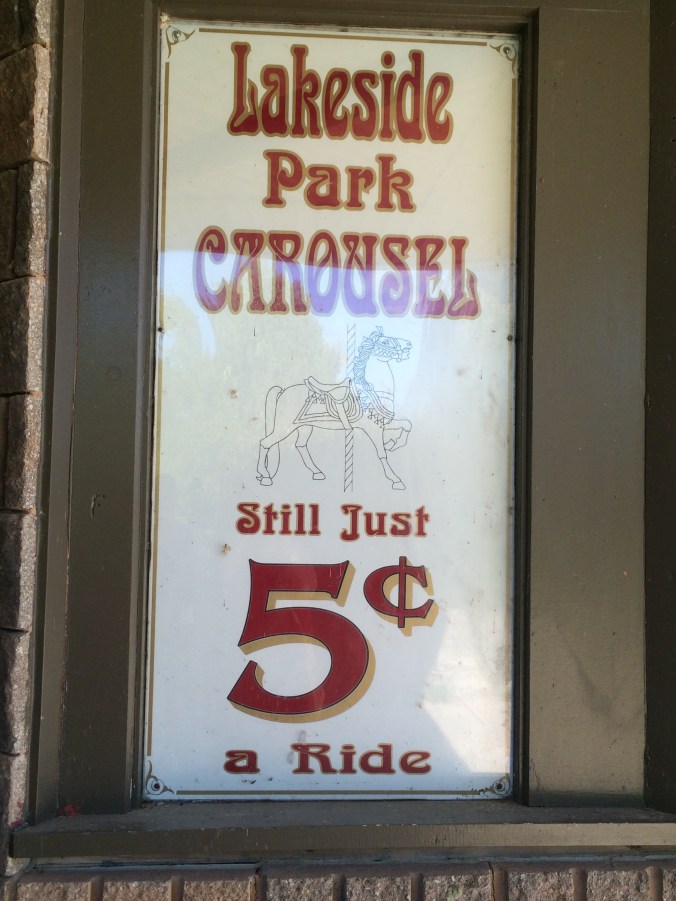 Lakeside
Park
CAROUSEL
Still Just
5¢
a Ride